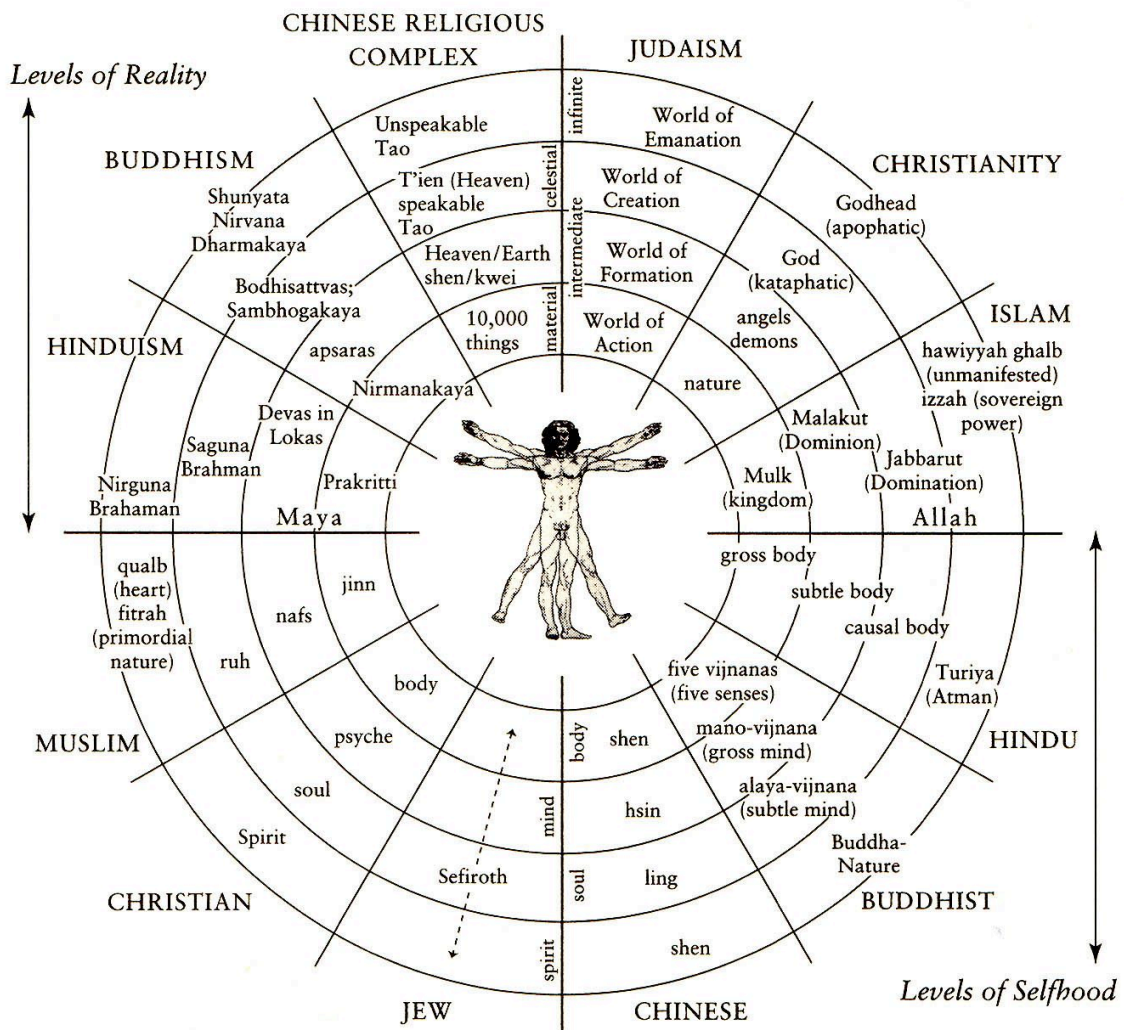 CHINESE RELIGIOUS
COMPLEX
JUDAISM
Levels of Reality
BUDDHISM
CHRISTIANITY
HINDUISM
ISLAM
infinite
celestial
intermediate
material
Unspeakable
Tao
T'ien (Heaven)
speakable
Tao
Heaven/Earth
shen/kwei
10,000
things
World of
Emanation
World of
Creation
World of
Formation
World of
Action
Godhead
(apophatic)
God
(kataphatic)
angels
demons
nature
hawiyyah ghalb
(unmanifested)
izzah (sovereign
power)
Jabbarut
(Domination)
Malakut
(Dominion)
Mulk
(kingdom)
Allah
Shunyata
Nirvana
Dharmakaya
Bodhisattvas;
Sambhogakaya
apsaras
Nirmanakaya
Nirguna
Brahaman
Saguna
Brahman
Devas in
Lokas
Prakritti
Maya
qualb
(heart)
fitrah
(primordial
nature)
ruh
nafs
jinn
MUSLIM
body
psyche
soul
Spirit
CHRISTIAN
Sefiroth
JEW
body
mind
soul
spirit
shen
hsin
ling
shen
CHINESE
five vijnanas
(five senses)
mano-vijnana
(gross mind)
alaya-vijnana
(subtle mind)
Buddha-
Nature
BUDDHIST
gross body
subtle body
causal body
Turiya
(Atman)
HINDU
Levels of Selfhood